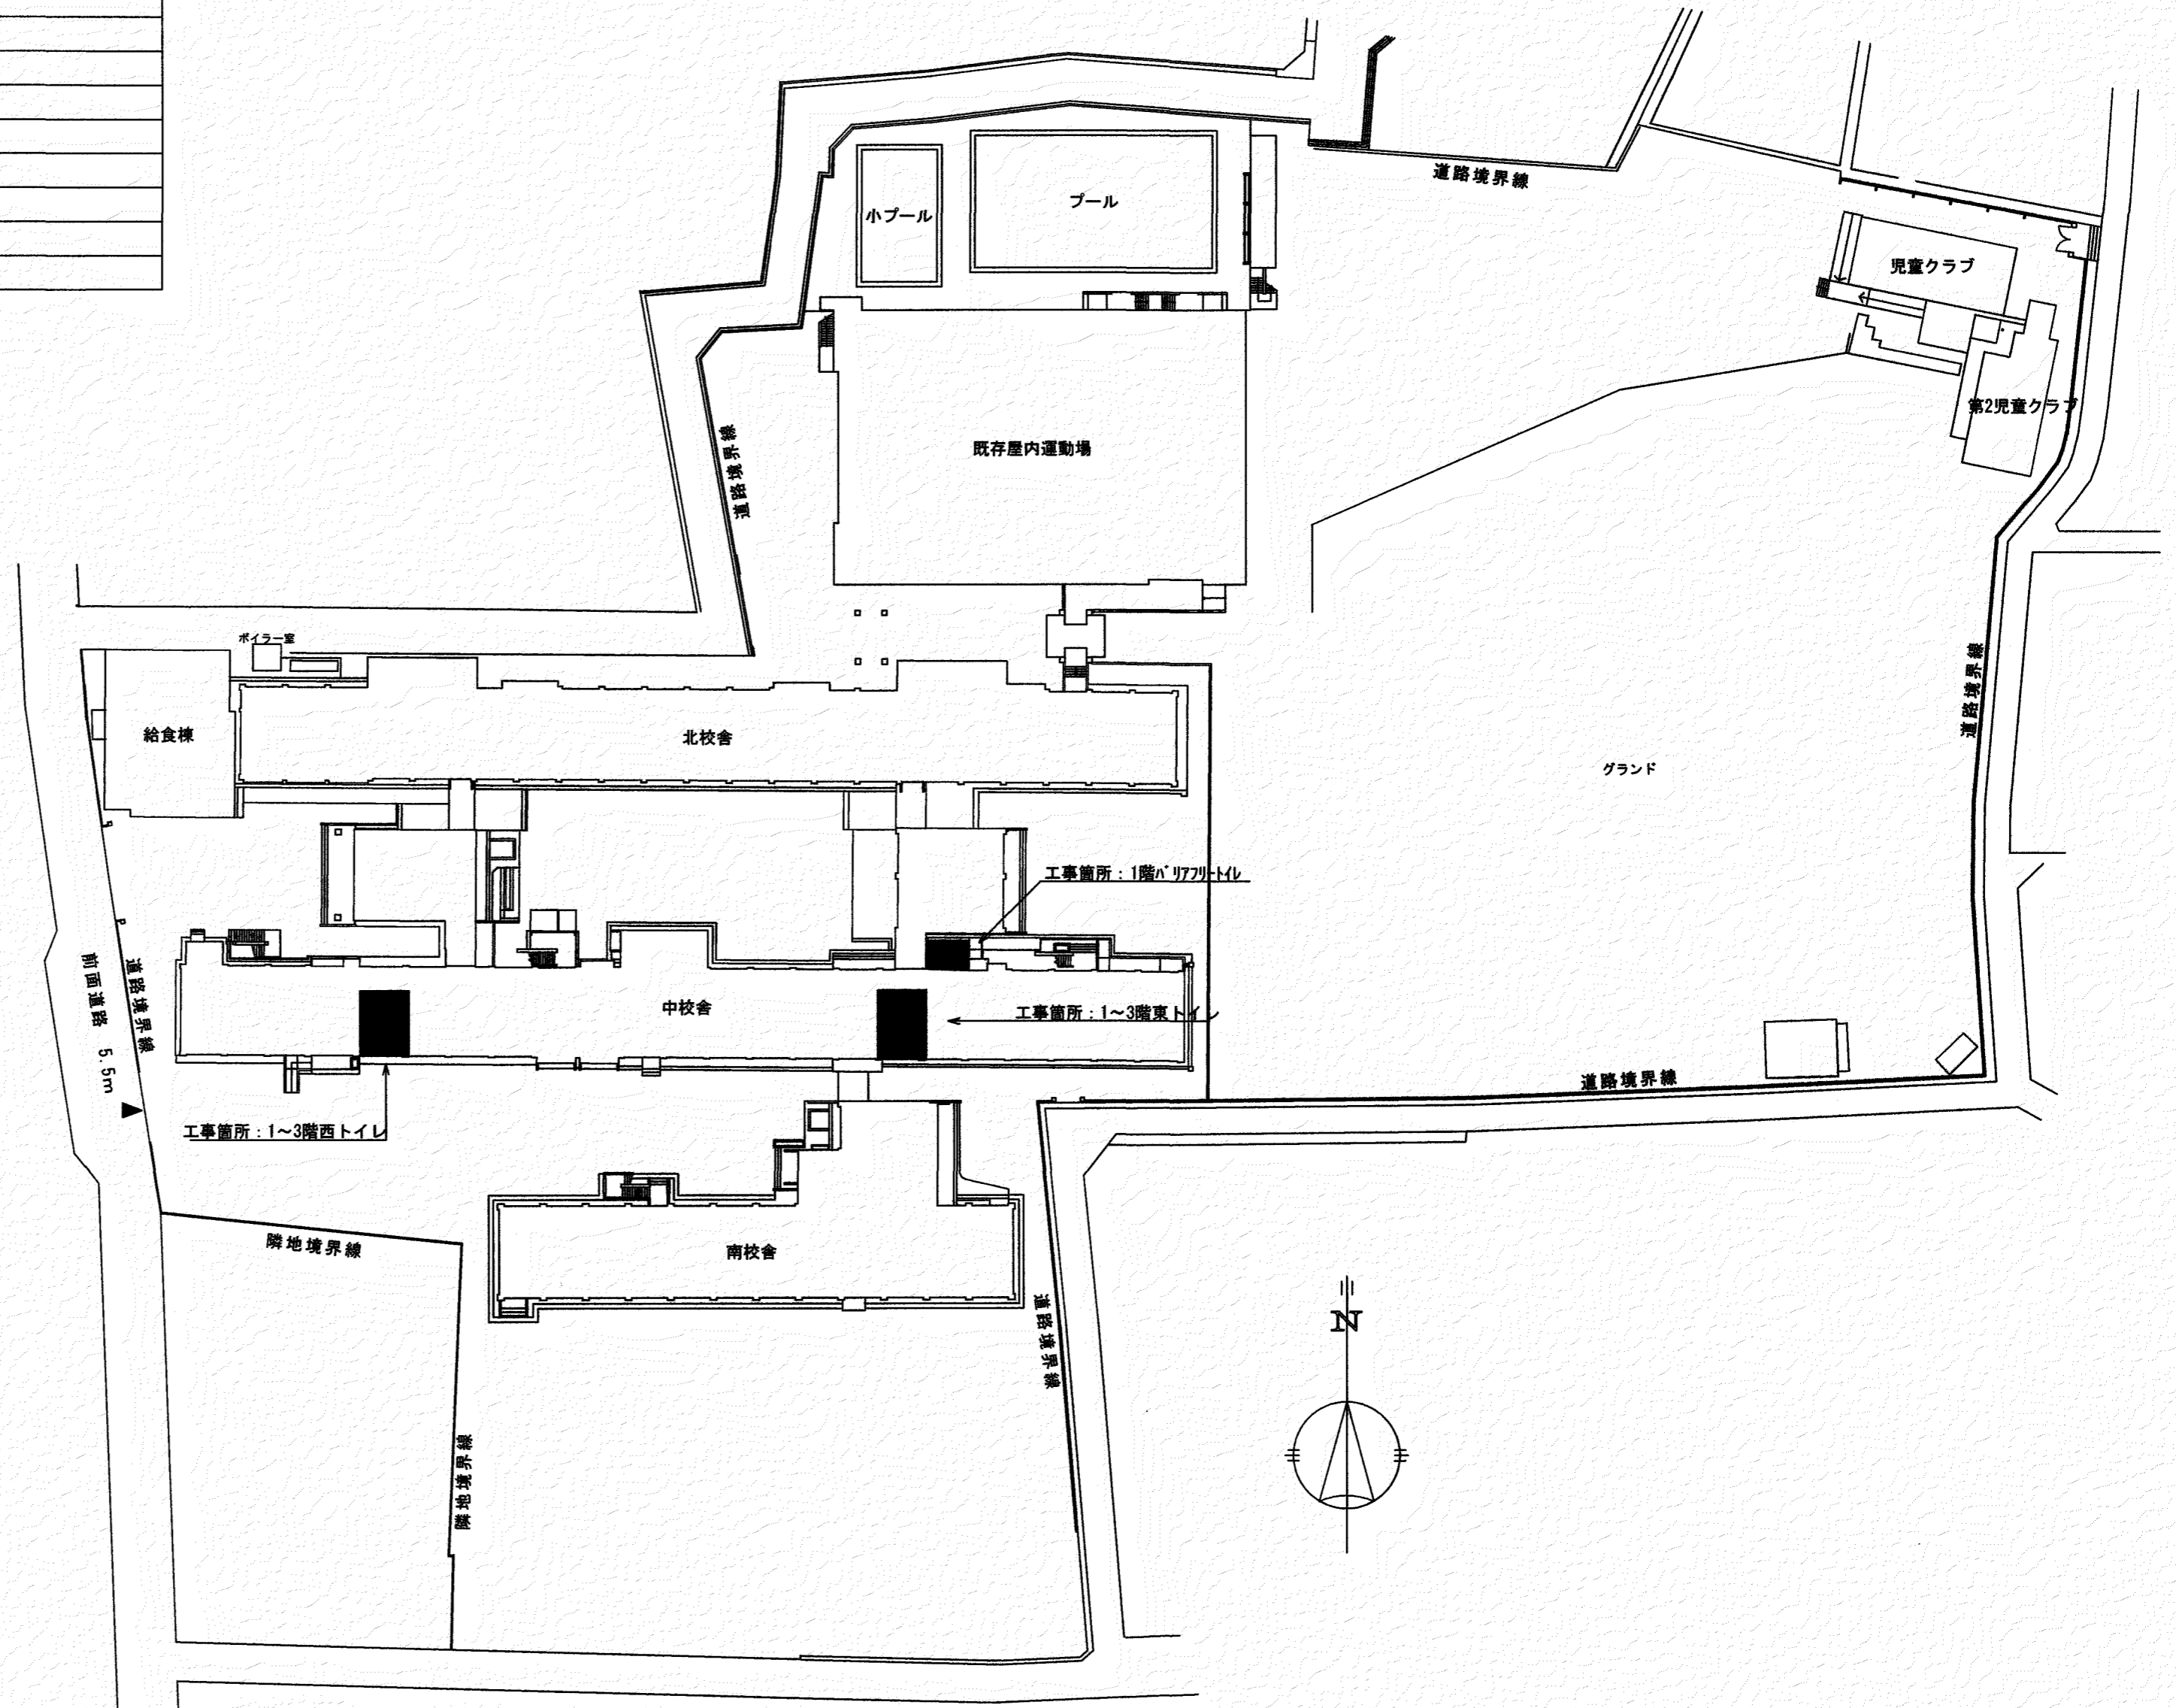 道路境界線
プール
小プール
児童クラブ
第2児童クラブ
既存屋内運動場
道路境界線
ボイラー室
道路境界線
給食棟
北校舎
グランド
工事箇所：1階バリアフリートイレ
中校舎
工事箇所：1～3階東トイレ
道路境界線
前面道路 5.5m
道路境界線
工事箇所：1～3階西トイレ
隣地境界線
南校舎
道路境界線
N
隣地境界線